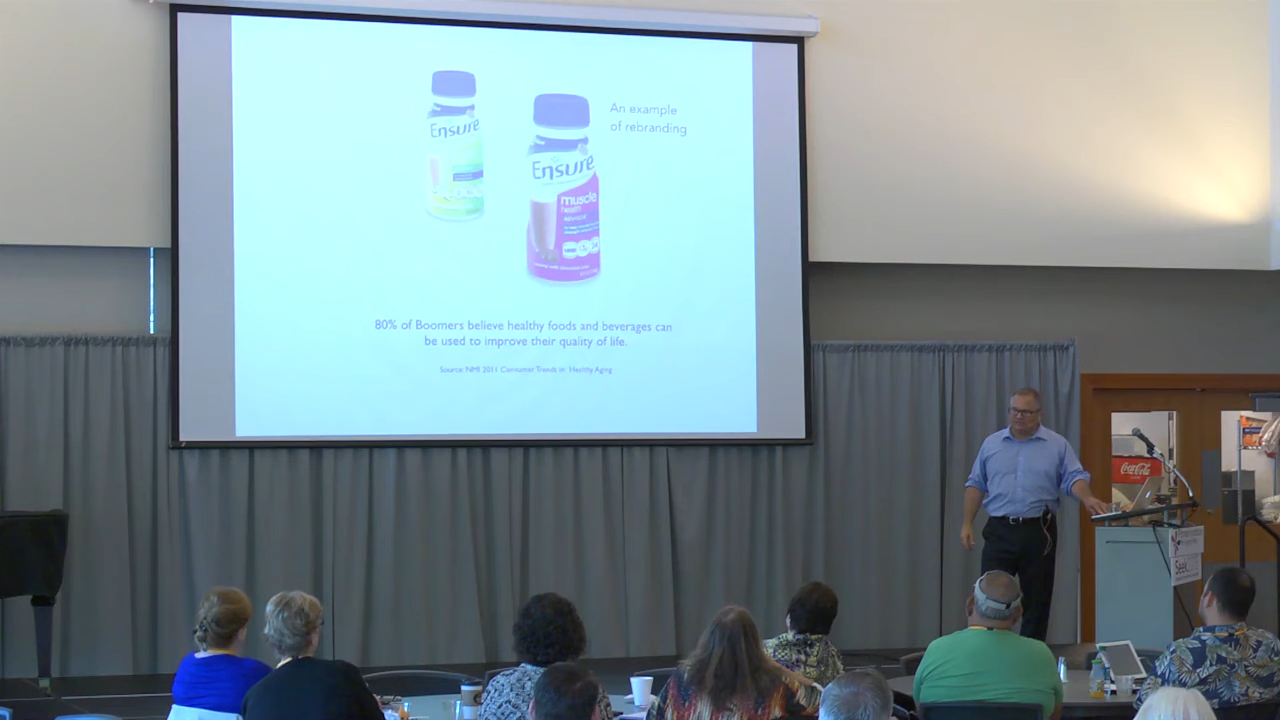 Ensure
Ensure
muscle
health
An example
of rebranding
80% of Boomers believe healthy foods and beverages can
be used to improve their quality of life.
Source: NMI 2011 Consumer Trends in Healthy Aging
Coca-Cola
Seek